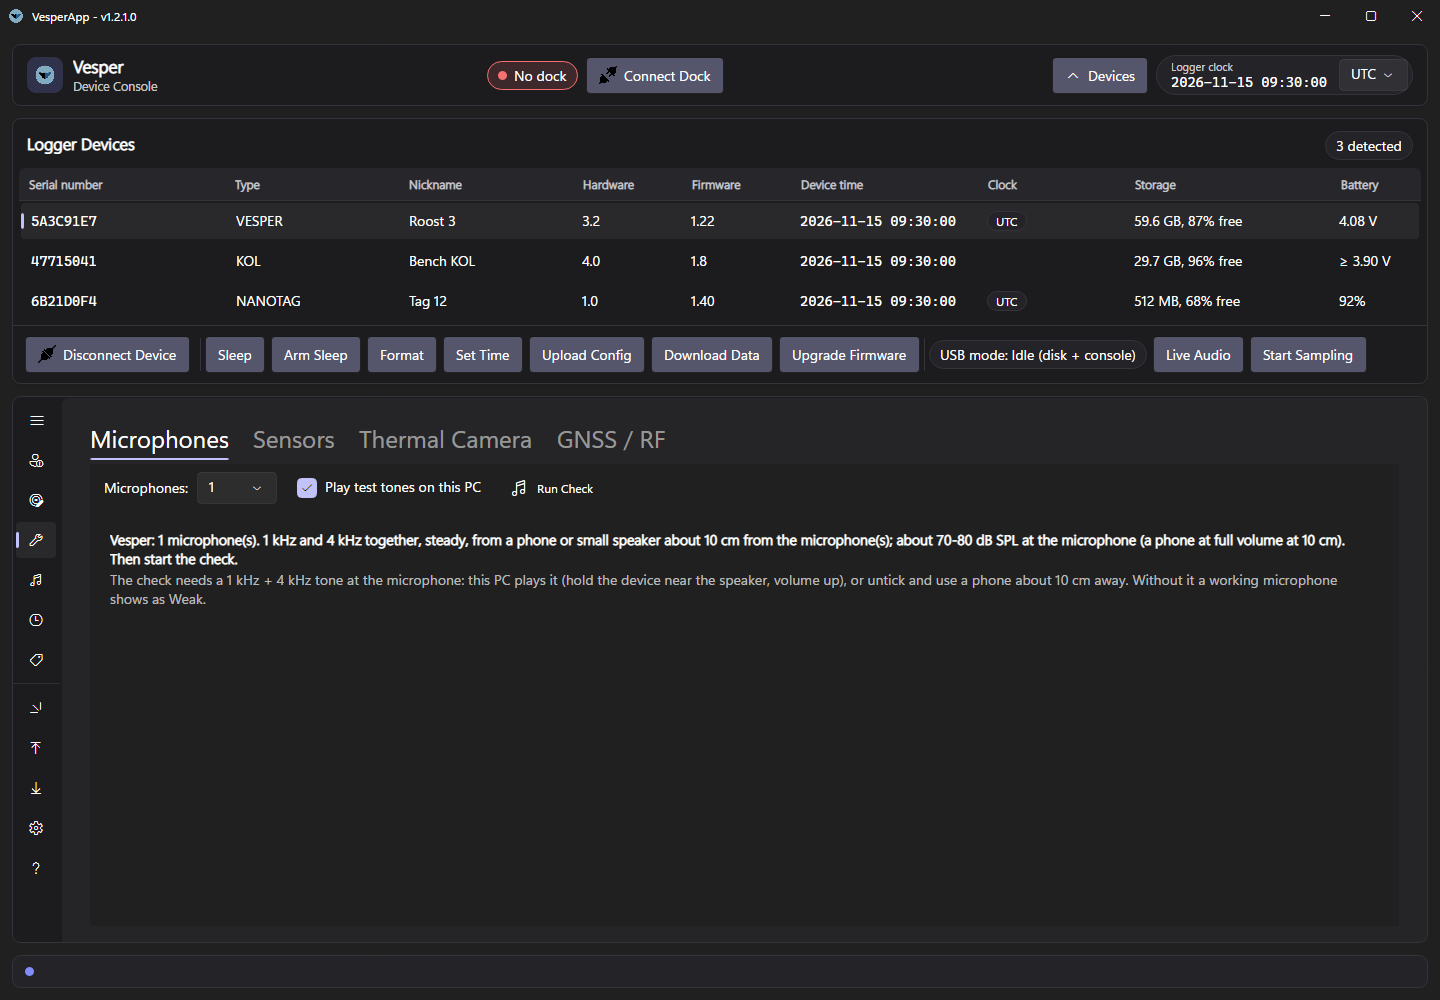 VesperApp - v1.2.1.0
Vesper
Device Console
No dock
Connect Dock
Devices
Logger clock
2026-11-15 09:30:00
UTC
Logger Devices
3 detected
Serial number Type Nickname Hardware Firmware Device time Clock Storage Battery
5A3C91E7 VESPER Roost 3 3.2 1.22 2026-11-15 09:30:00 UTC 59.6 GB, 87% free 4.08 V
47715041 KOL Bench KOL 4.0 1.8 2026-11-15 09:30:00 29.7 GB, 96% free ≥ 3.90 V
6B21D0F4 NANOTAG Tag 12 1.0 1.40 2026-11-15 09:30:00 UTC 512 MB, 68% free 92%
Disconnect Device Sleep Arm Sleep Format Set Time Upload Config Download Data Upgrade Firmware USB mode: Idle (disk + console) Live Audio Start Sampling
Microphones Sensors Thermal Camera GNSS / RF
Microphones: 1 Play test tones on this PC Run Check
Vesper: 1 microphone(s). 1 kHz and 4 kHz together, steady, from a phone or small speaker about 10 cm from the microphone(s); about 70-80 dB SPL at the microphone (a phone at full volume at 10 cm).
Then start the check.
The check needs a 1 kHz + 4 kHz tone at the microphone: this PC plays it (hold the device near the speaker, volume up), or untick and use a phone about 10 cm away. Without it a working microphone
shows as Weak.